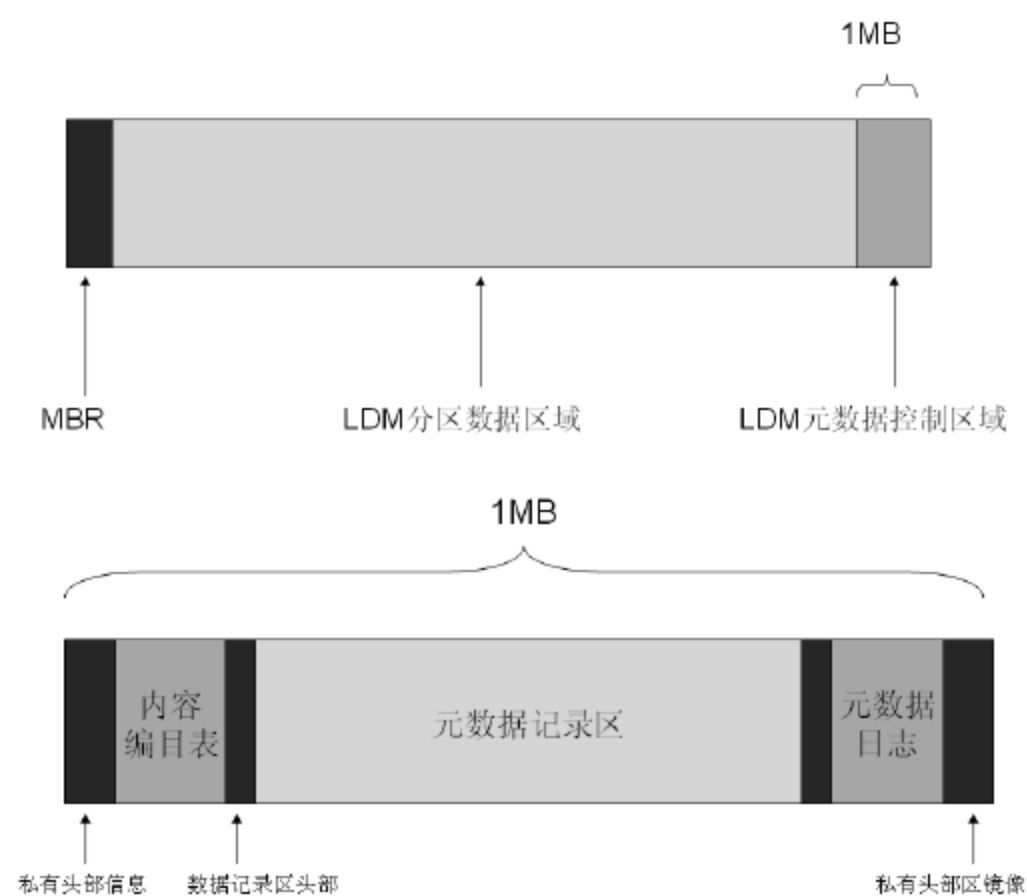 1MB
MBR
LDM分区数据区域
LDM元数据控制区域
1MB
内容
编目表
元数据记录区
元数据
日志
私有头部信息
数据记录区头部
私有头部区镜像